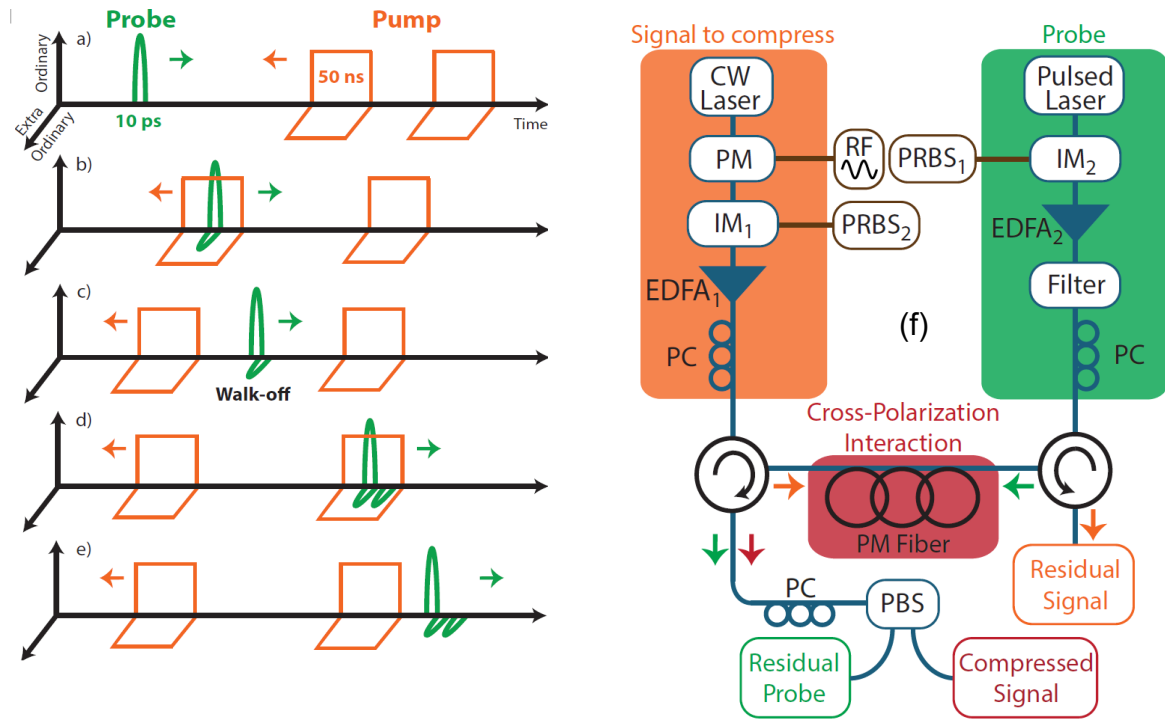 Probe
Pump
a)
Ordinary
Extra
Ordinary
50 ns
10 ps
Time
b)
c)
Walk-off
d)
e)
Signal to compress
Probe
CW
Laser
Pulsed
Laser
PM
RF
PRBS1
IM2
IM1
PRBS2
EDFA2
EDFA1
Filter
(f)
PC
PC
Cross-Polarization
Interaction
PM Fiber
Residual
Signal
PC
PBS
Residual
Probe
Compressed
Signal